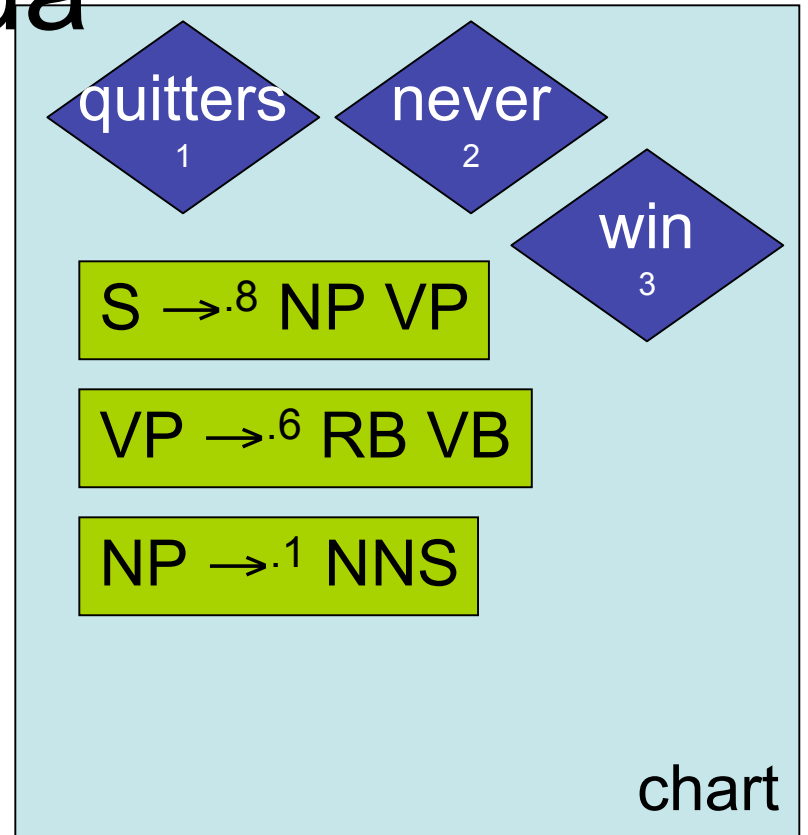 quitters
1
never
2
win
3
S →.8 NP VP
VP →.6 RB VB
NP →.1 NNS
chart